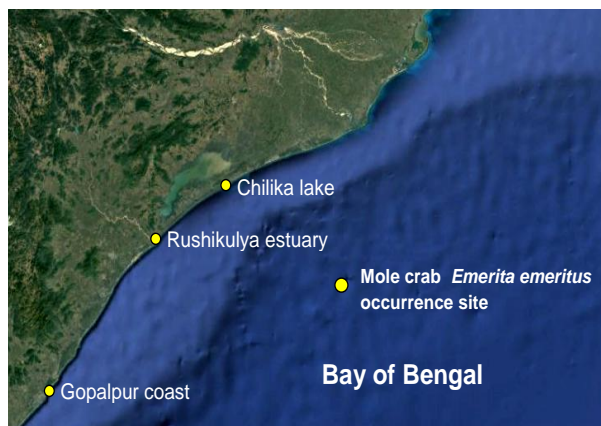 Chilika lake
Rushikulya estuary
Mole crab Emerita emeritus
occurrence site
Bay of Bengal
Gopalpur coast